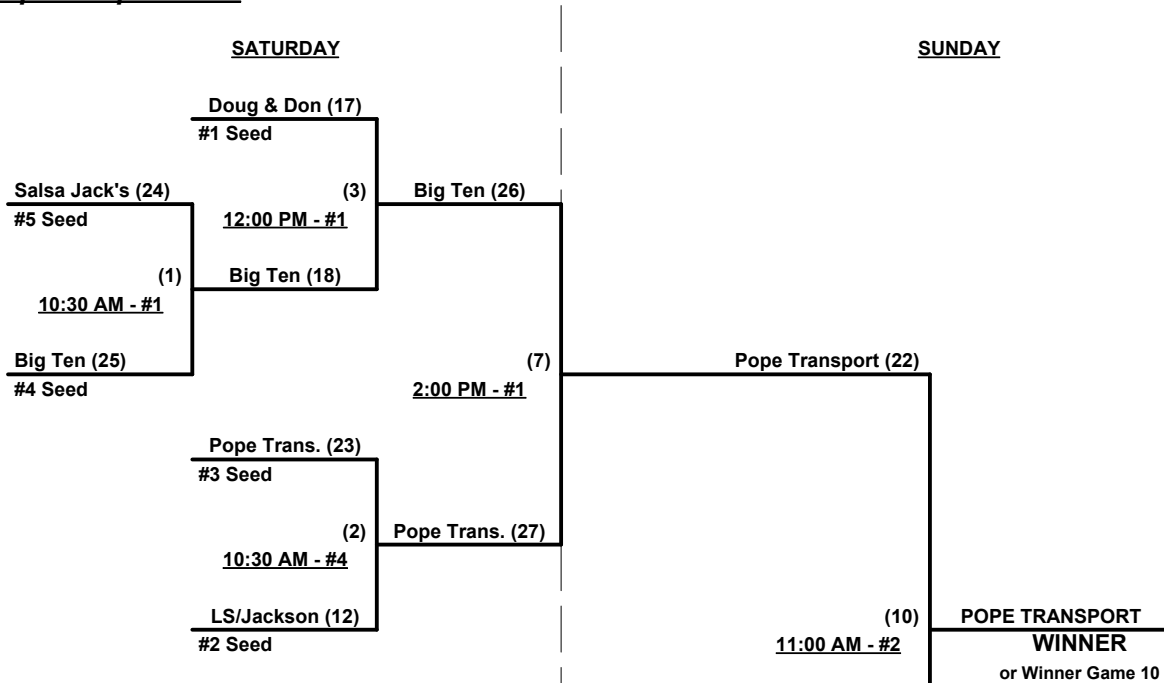 SATURDAY
SUNDAY
Doug & Don (17)
#1 Seed
Salsa Jack's (24)
(3)
Big Ten (26)
#5 Seed
12:00 PM - #1
(1)
Big Ten (18)
10:30 AM - #1
Big Ten (25)
(7)
Pope Transport (22)
#4 Seed
2:00 PM - #1
Pope Trans. (23)
#3 Seed
(2)
Pope Trans. (27)
10:30 AM - #4
LS/Jackson (12)
(10)
POPE TRANSPORT
#2 Seed
11:00 AM - #2
WINNER
or Winner Game 10